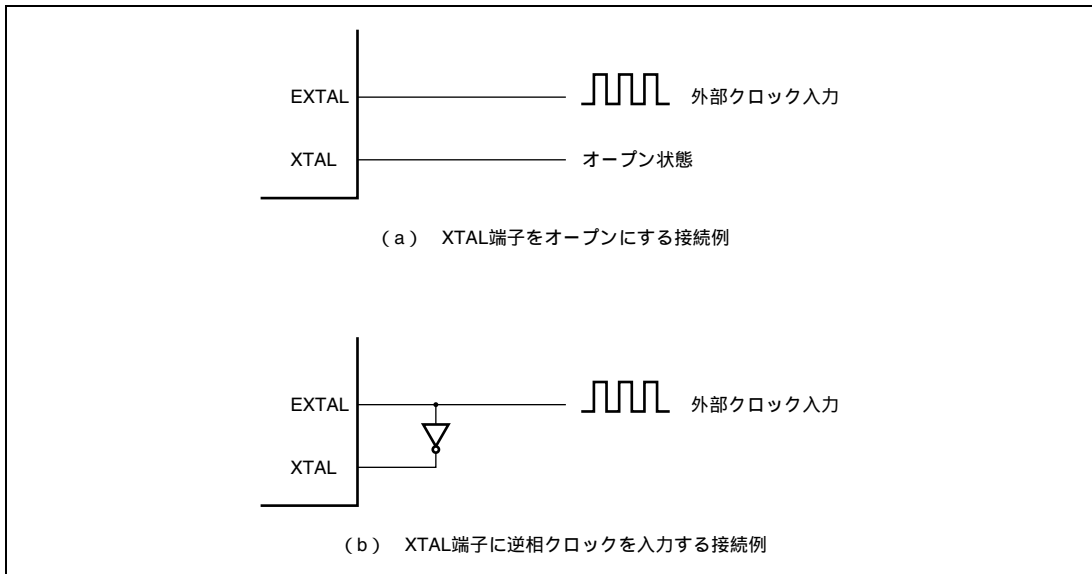 EXTAL 外部クロック入力
XTAL オープン状態
(a) XTAL端子をオープンにする接続例
EXTAL 外部クロック入力
XTAL
(b) XTAL端子に逆相クロックを入力する接続例